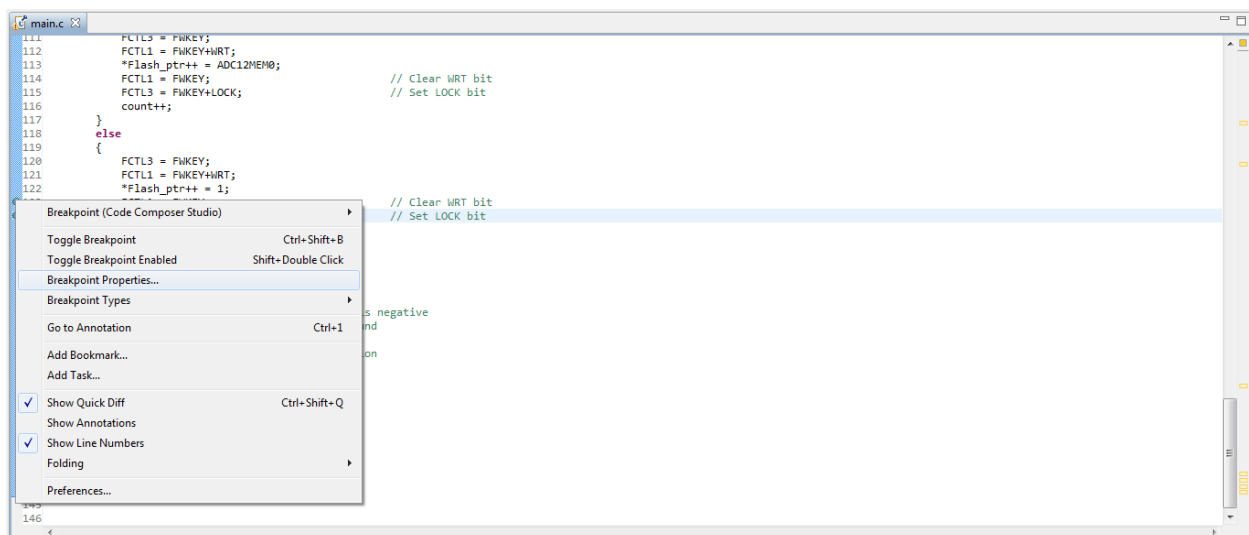 main.c
111 FCTL3 = FWKEY;
112 FCTL1 = FWKEY+WRT;
113 *Flash_ptr++ = ADC12MEM0;
114 FCTL1 = FWKEY; // Clear WRT bit
115 FCTL3 = FWKEY+LOCK; // Set LOCK bit
116 count++;
117 }
118 else
119 {
120 FCTL3 = FWKEY;
121 FCTL1 = FWKEY+WRT;
122 *Flash_ptr++ = 1;
// Clear WRT bit
Breakpoint (Code Composer Studio) // Set LOCK bit
Toggle Breakpoint Ctrl+Shift+B
Toggle Breakpoint Enabled Shift+Double Click
Breakpoint Properties...
Breakpoint Types
s negative
Go to Annotation Ctrl+1
nd
Add Bookmark...
on
Add Task...
Show Quick Diff Ctrl+Shift+Q
Show Annotations
Show Line Numbers
Folding
Preferences...
145
146